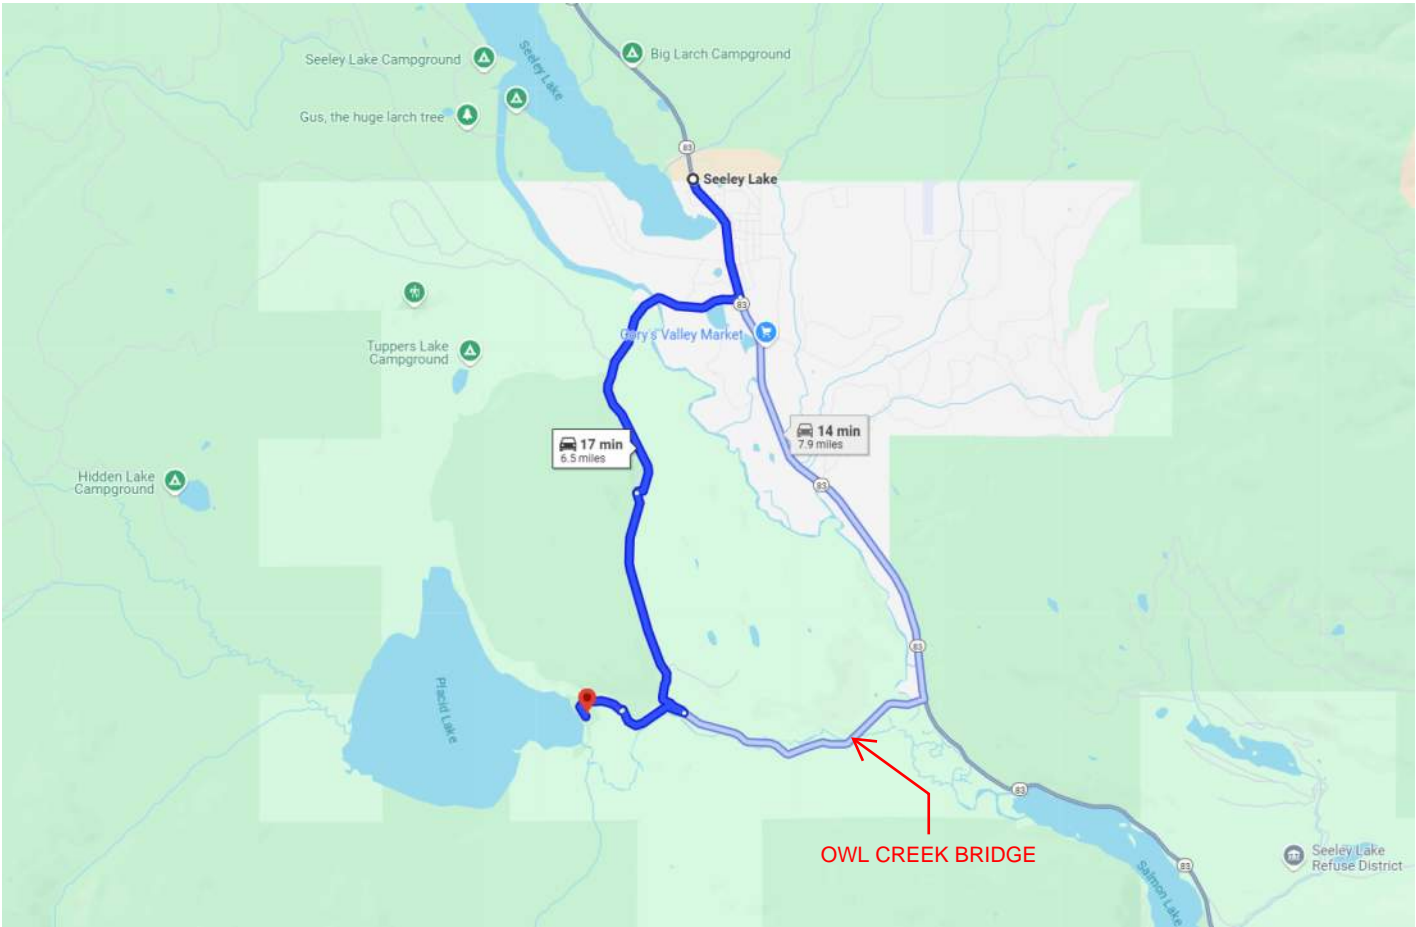 Seeley Lake Campground
Seeley Lake
Big Larch Campground
Gus, the huge larch tree
83
Seeley Lake
83
Cory's Valley Market
Tuppers Lake
Campground
17 min
6.5 miles
14 min
7.9 miles
83
Hidden Lake
Campground
83
Placid Lake
83
OWL CREEK BRIDGE
Seeley Lake
Refuse District
83
Salmon Lake